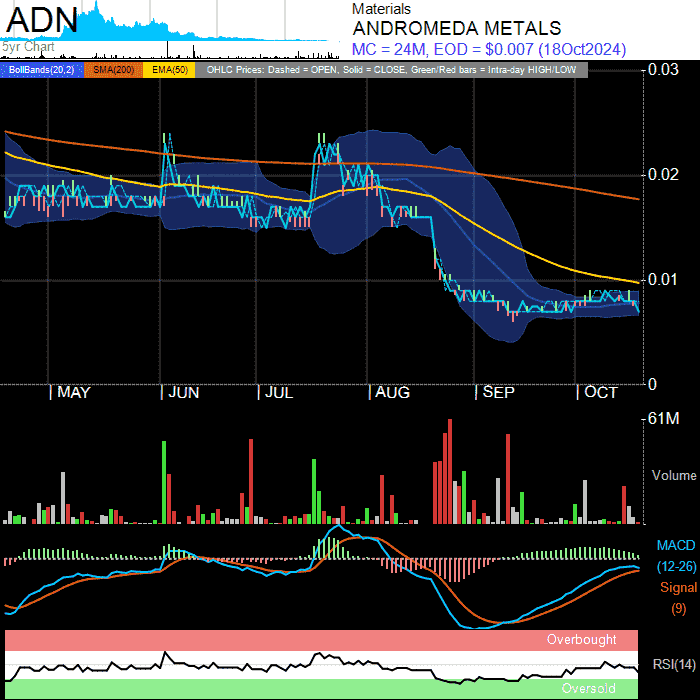 ADN
5yr Chart
Materials
ANDROMEDA METALS
MC = 24M, EOD = $0.007 (18Oct2024)
BollBands(20,2) SMA(200) EMA(50) OHLC Prices: Dashed = OPEN, Solid = CLOSE, Green/Red bars = Intra-day HIGH/LOW
0.03
0.02
0.01
0
MAY JUN JUL AUG SEP OCT
61M
Volume
MACD
(12-26)
Signal
(9)
Overbought
RSI(14)
Oversold